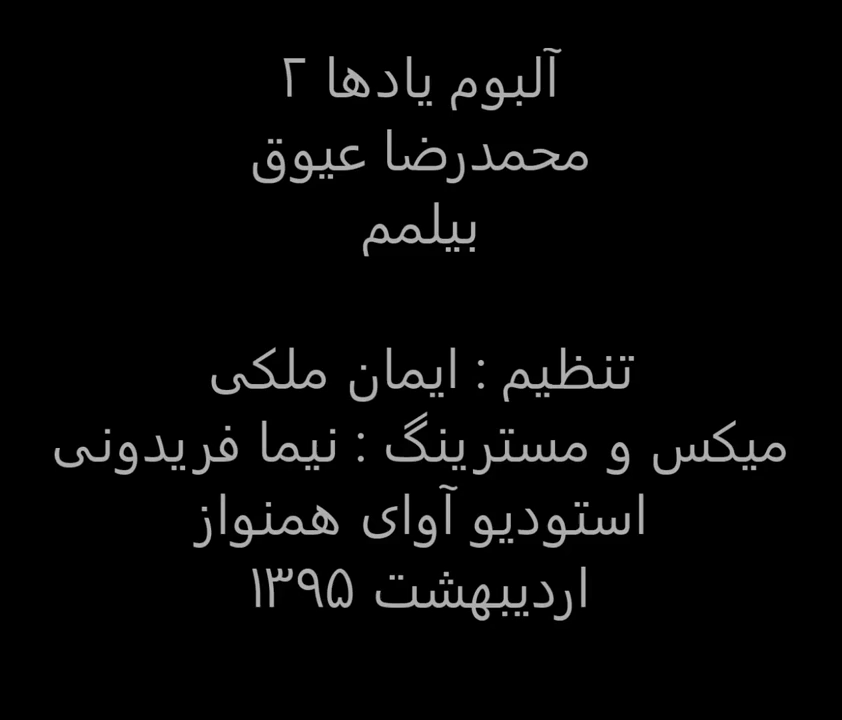 آلبوم یادها ۲
محمدرضا عیوق
بیلمم
تنظیم : ایمان ملکی
میکس و مسترینگ : نیما فریدونی
استودیو آوای همنواز
اردیبهشت ۱۳۹۵